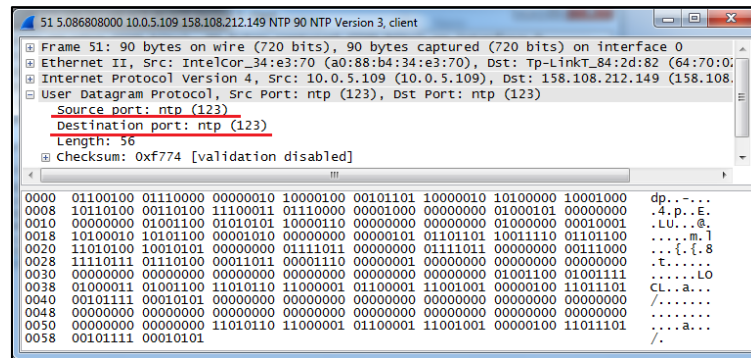 51 5.086808000 10.0.5.109 158.108.212.149 NTP 90 NTP Version 3, client
Frame 51: 90 bytes on wire (720 bits), 90 bytes captured (720 bits) on interface 0
Ethernet II, Src: IntelCor_34:e3:70 (a0:88:b4:34:e3:70), Dst: Tp-LinkT_84:2d:82 (64:70:02
Internet Protocol Version 4, Src: 10.0.5.109 (10.0.5.109), Dst: 158.108.212.149 (158.108.
User Datagram Protocol, Src Port: ntp (123), Dst Port: ntp (123)
Source port: ntp (123)
Destination port: ntp (123)
Length: 56
Checksum: 0xf774 [validation disabled]
0000 01100100 01110000 00000010 10000100 00101101 10000010 10100000 10001000 dp..-...
0008 10110100 00110100 11100011 01110000 00001000 00000000 01000101 00000000 .4.p..E.
0010 00000000 01001100 01010101 10000110 00000000 00000000 01000000 00010001 .LU...@.
0018 10100010 10101100 00001010 00000000 00000101 01101101 10011110 01101100 .....m.l
0020 11010100 10010101 00000000 01111011 00000000 01111011 00000000 00111000 ...{.{.8
0028 11110111 01110100 00011011 00001110 00000000 00000001 00000000 00000000 .t......
0030 00000000 00000000 00000000 00000000 00000000 00000000 01001100 01001111 ......LO
0038 01000011 01001100 11010110 11000001 01100001 11001001 00000100 11011101 CL..a...
0040 00101111 00010101 00000000 00000000 00000000 00000000 00000000 00000000 /.......
0048 00000000 00000000 00000000 00000000 00000000 00000000 00000000 00000000 ........
0050 00000000 00000000 11010110 11000001 01100001 11001001 00000100 11011101 ....a...
0058 00101111 00010101 /.